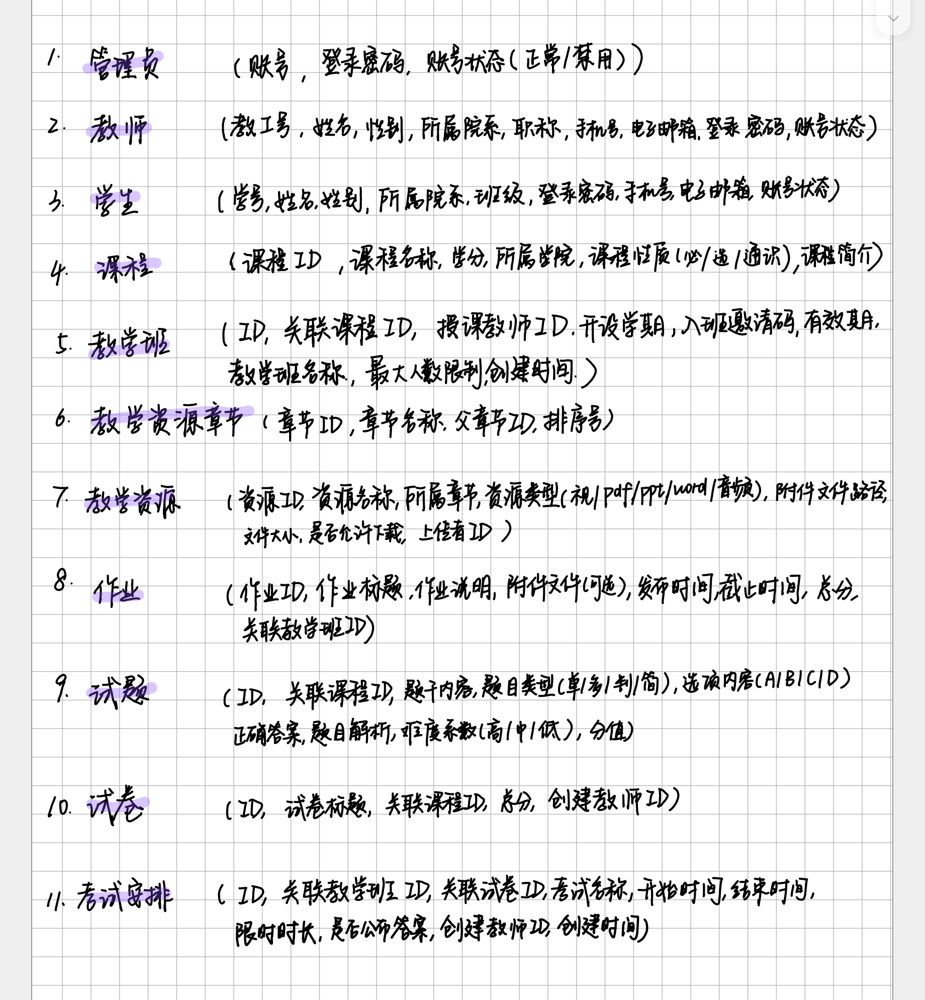 1. 管理员 (账号, 登录密码, 账号状态(正常/禁用))
2. 教师 (教工号, 姓名, 性别, 所属院系, 职称, 手机号, 电子邮箱, 登录密码, 账号状态)
3. 学生 (学号, 姓名, 姓别, 所属院系, 班级, 登录密码, 手机号, 电子邮箱, 账号状态)
4. 课程 (课程ID, 课程名称, 学分, 所属学院, 课程性质(必/选/通识), 课程简介)
5. 教学班 (ID, 关联课程ID, 授课教师ID, 开设学期, 入班邀请码, 有效期,
教学班名称, 最大人数限制, 创建时间.)
6. 教学资源章节 (章节ID, 章节名称, 父章节ID, 排序号)
7. 教学资源 (资源ID, 资源名称, 所属章节, 资源类型(视/pdf/ppt/word/音频), 附件文件路径,
文件大小, 是否允许下载, 上传者ID)
8. 作业 (作业ID, 作业标题, 作业说明, 附件文件(可选), 发布时间, 截止时间, 总分,
关联教学班ID)
9. 试题 (ID, 关联课程ID, 题干内容, 题目类型(单/多/判/简), 选项内容(A/B/C/D)
正确答案, 题目解析, 难度系数(高/中/低), 分值)
10. 试卷 (ID, 试卷标题, 关联课程ID, 总分, 创建教师ID)
11. 考试安排 (ID, 关联教学班ID, 关联试卷ID, 考试名称, 开始时间, 结束时间,
限时时长, 是否公布答案, 创建教师ID, 创建时间)